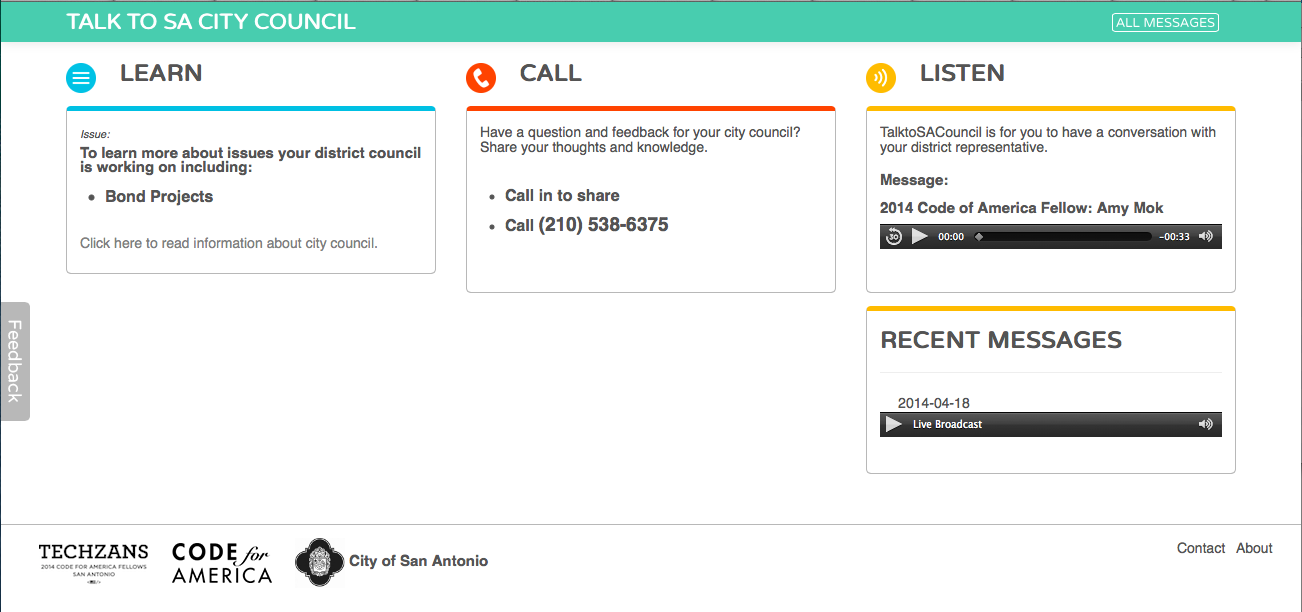 TALK TO SA CITY COUNCIL
ALL MESSAGES
LEARN
Issue:
To learn more about issues your district council
is working on including:
• Bond Projects
Click here to read information about city council.
CALL
Have a question and feedback for your city council?
Share your thoughts and knowledge.
• Call in to share
• Call (210) 538-6375
LISTEN
TalktoSACouncil is for you to have a conversation with
your district representative.
Message:
2014 Code of America Fellow: Amy Mok
30 00:00 -00:33
RECENT MESSAGES
2014-04-18
Live Broadcast
Feedback
TECHZANS
2014 CODE FOR AMERICA FELLOWS
SAN ANTONIO
CODE for
AMERICA
City of San Antonio
Contact About